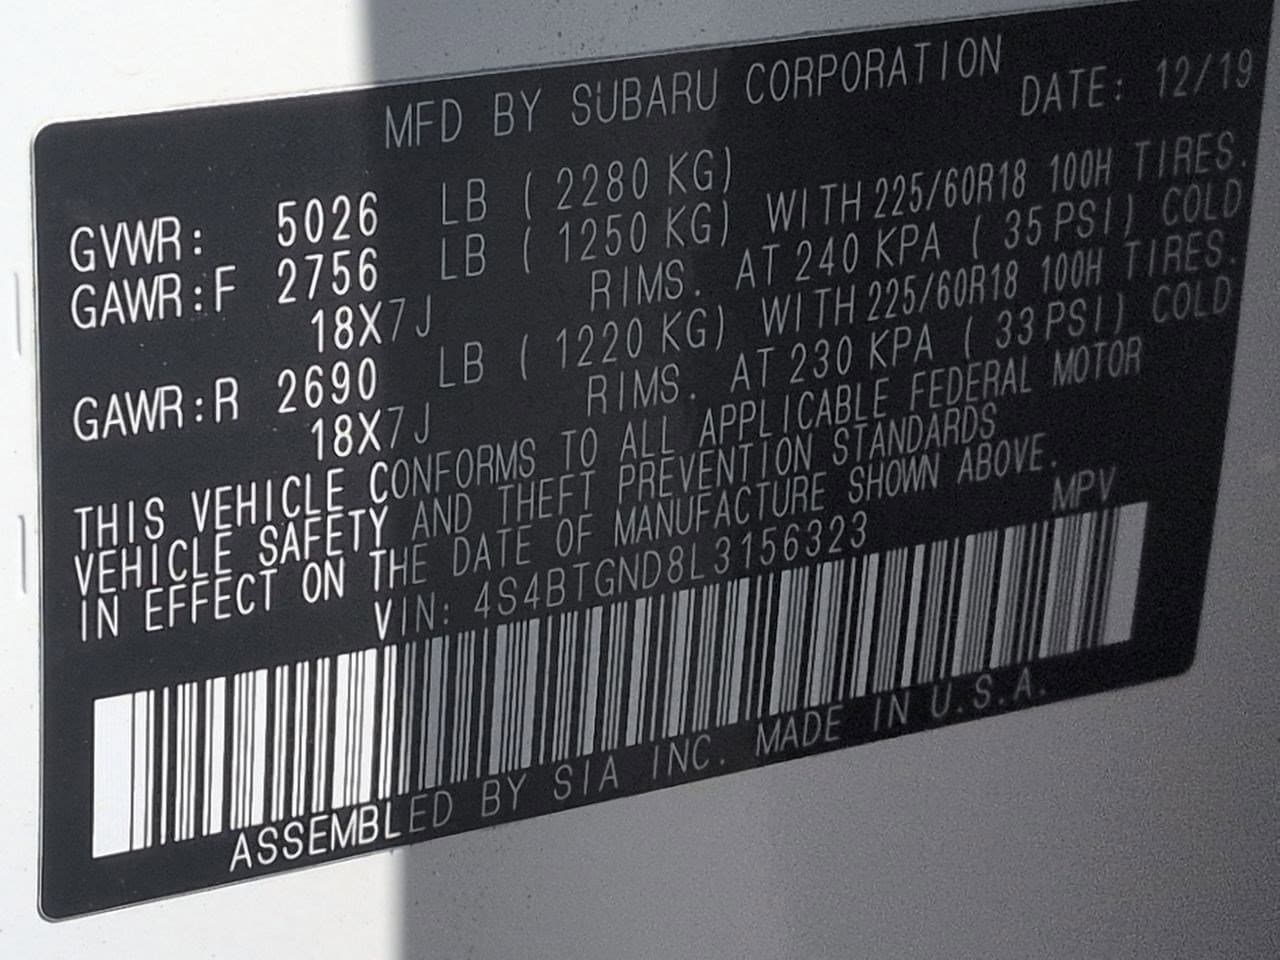 MFD BY SUBARU CORPORATION DATE: 12/19
GVWR: 5026 LB ( 2280 KG)
GAWR:F 2756 LB ( 1250 KG) WITH 225/60R18 100H TIRES.
18X7J RIMS. AT 240 KPA ( 35 PSI) COLD
GAWR:R 2690 LB ( 1220 KG) WITH 225/60R18 100H TIRES.
18X7J RIMS. AT 230 KPA ( 33 PSI) COLD
THIS VEHICLE CONFORMS TO ALL APPLICABLE FEDERAL MOTOR
VEHICLE SAFETY AND THEFT PREVENTION STANDARDS
IN EFFECT ON THE DATE OF MANUFACTURE SHOWN ABOVE.
VIN: 4S4BTGND8L3156323 MPV
ASSEMBLED BY SIA INC. MADE IN U.S.A.